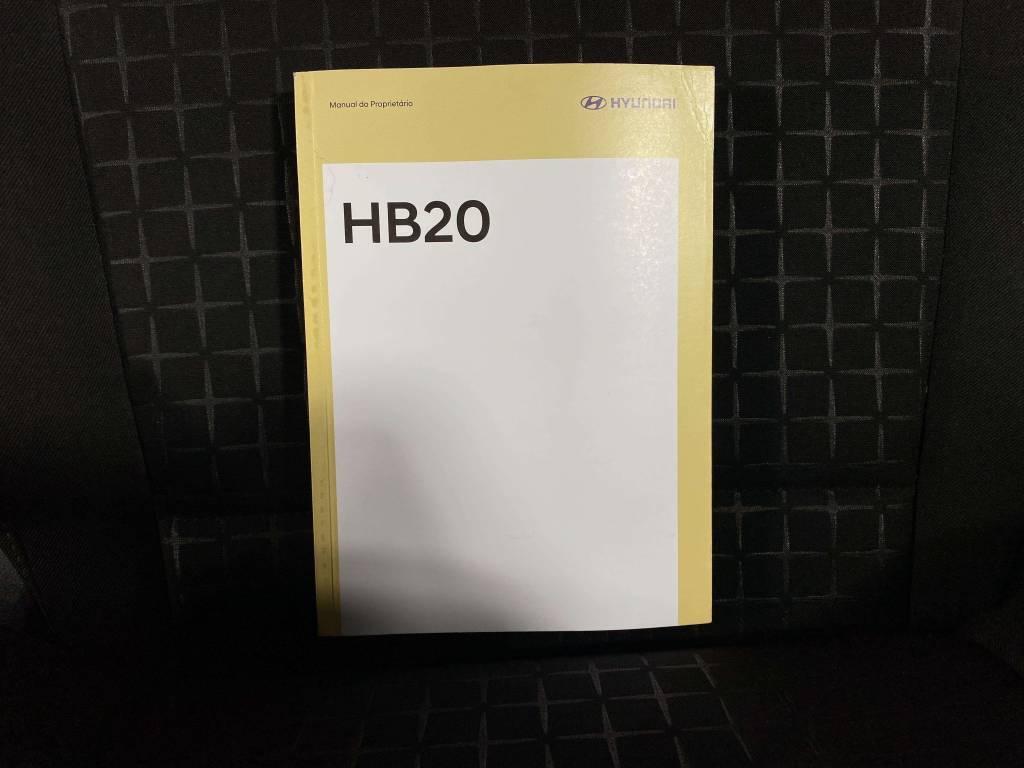 Manual do Proprietário
HYUNDAI
HB20